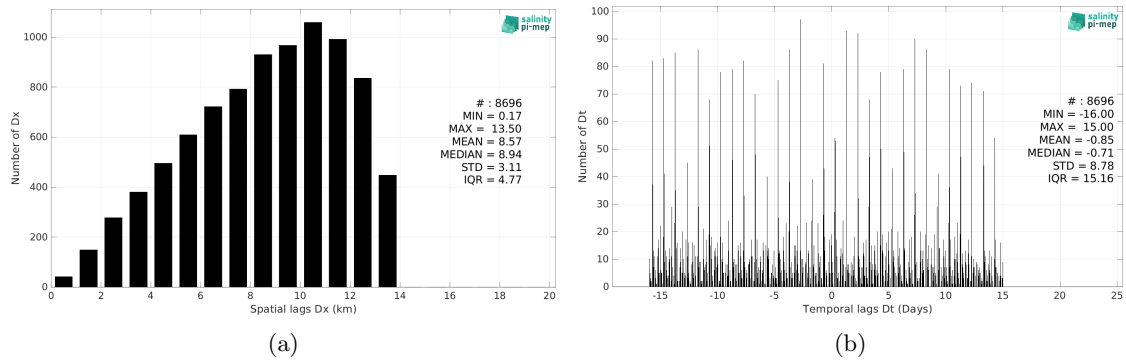 salinity
pi-mep
1000
800
600
400
200
0
Number of Dx
# : 8696
MIN = 0.17
MAX = 13.50
MEAN = 8.57
MEDIAN = 8.94
STD = 3.11
IQR = 4.77
0 2 4 6 8 10 12 14 16 18 20
Spatial lags Dx (km)
(a)
salinity
pi-mep
100
90
80
70
60
50
40
30
20
10
0
Number of Dt
# : 8696
MIN = -16.00
MAX = 15.00
MEAN = -0.85
MEDIAN = -0.71
STD = 8.78
IQR = 15.16
-15 -10 -5 0 5 10 15 20 25
Temporal lags Dt (Days)
(b)